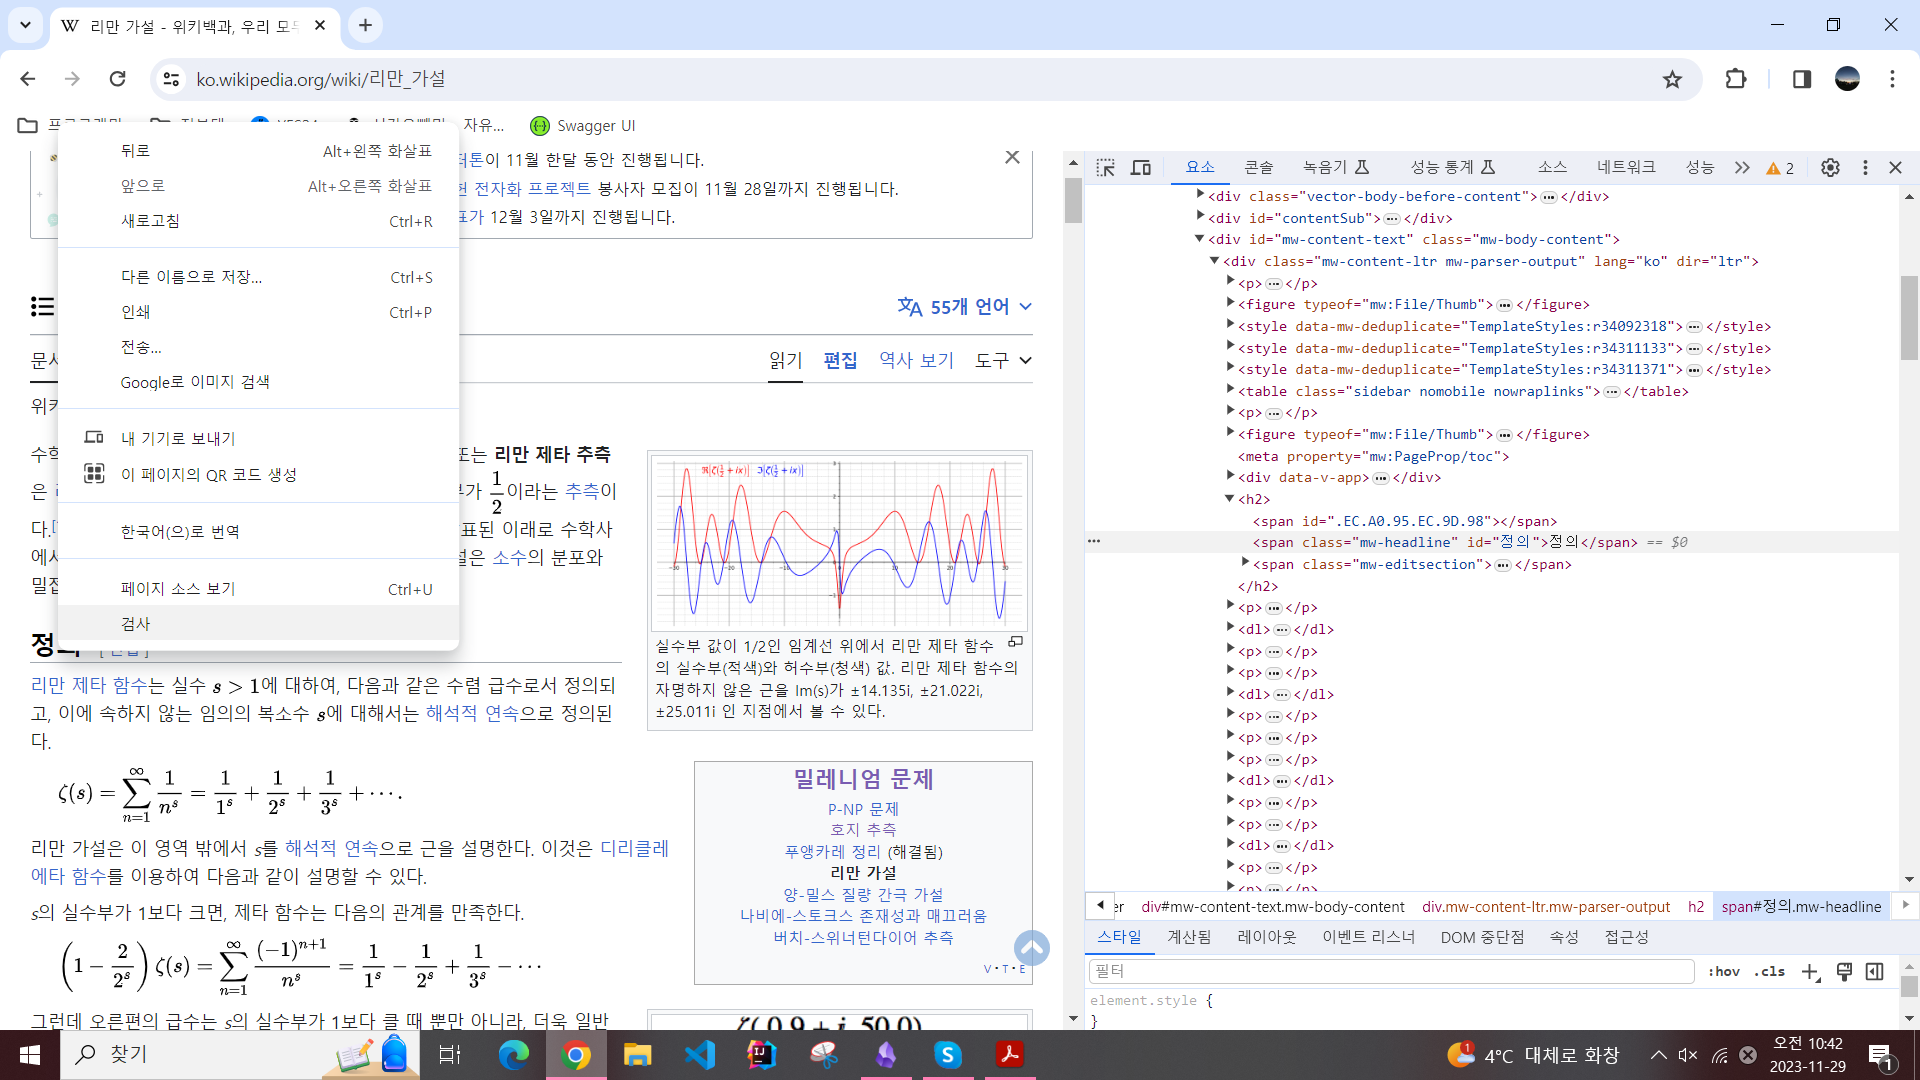 리만 가설 - 위키백과, 우리 모두
ko.wikipedia.org/wiki/리만_가설
자유...
Swagger UI
뒤로 Alt+왼쪽 화살표
앞으로 Alt+오른쪽 화살표
새로고침 Ctrl+R
다른 이름으로 저장... Ctrl+S
인쇄 Ctrl+P
전송...
Google로 이미지 검색
내 기기로 보내기
이 페이지의 QR 코드 생성
한국어(으)로 번역
페이지 소스 보기 Ctrl+U
검사
이 11월 한달 동안 진행됩니다.
전자화 프로젝트 봉사자 모집이 11월 28일까지 진행됩니다.
12월 3일까지 진행됩니다.
55개 언어
읽기 편집 역사 보기 도구
또는 리만 제타 추측
은 1/2이라는 추측이
다.
표된 이래로 수학사
에서 설은 소수의 분포와
밀접
정의 [편집]
리만 제타 함수는 실수 s > 1에 대하여, 다음과 같은 수렴 급수로서 정의되
고, 이에 속하지 않는 임의의 복소수 s에 대해서는 해석적 연속으로 정의된
다.
ζ(s) = ∑_{n=1}^{∞} 1/n^s = 1/1^s + 1/2^s + 1/3^s + ⋯.
리만 가설은 이 영역 밖에서 s를 해석적 연속으로 근을 설명한다. 이것은 디리클레
에타 함수를 이용하여 다음과 같이 설명할 수 있다.
s의 실수부가 1보다 크면, 제타 함수는 다음의 관계를 만족한다.
(1 − 2/2^s) ζ(s) = ∑_{n=1}^{∞} (−1)^{n+1}/n^s = 1/1^s − 1/2^s + 1/3^s − ⋯
그런데 오른편의 급수는 s의 실수부가 1보다 클 때 뿐만 아니라, 더욱 일반
실수부 값이 1/2인 임계선 위에서 리만 제타 함수
의 실수부(적색)와 허수부(청색) 값. 리만 제타 함수의
자명하지 않은 근을 Im(s)가 ±14.135i, ±21.022i,
±25.011i 인 지점에서 볼 수 있다.
밀레니엄 문제
P-NP 문제
호지 추측
푸앵카레 정리 (해결됨)
리만 가설
양-밀스 질량 간극 가설
나비에-스토크스 존재성과 매끄러움
버치-스위너턴다이어 추측
V • T • E
요소 콘솔 녹음기 성능 통계 소스 네트워크 성능 2
<div class="vector-body-before-content">⋯</div>
<div id="contentSub">⋯</div>
<div id="mw-content-text" class="mw-body-content">
<div class="mw-content-ltr mw-parser-output" lang="ko" dir="ltr">
<p>⋯</p>
<figure typeof="mw:File/Thumb">⋯</figure>
<style data-mw-deduplicate="TemplateStyles:r34092318">⋯</style>
<style data-mw-deduplicate="TemplateStyles:r34311133">⋯</style>
<style data-mw-deduplicate="TemplateStyles:r34311371">⋯</style>
<table class="sidebar nomobile nowraplinks">⋯</table>
<p>⋯</p>
<figure typeof="mw:File/Thumb">⋯</figure>
<meta property="mw:PageProp/toc">
<div data-v-app>⋯</div>
<h2>
<span id=".EC.A0.95.EC.9D.98"></span>
<span class="mw-headline" id="정의">정의</span> == $0
<span class="mw-editsection">⋯</span>
</h2>
<p>⋯</p>
<dl>⋯</dl>
<p>⋯</p>
<p>⋯</p>
<dl>⋯</dl>
<p>⋯</p>
<p>⋯</p>
<p>⋯</p>
<dl>⋯</dl>
<p>⋯</p>
<p>⋯</p>
<dl>⋯</dl>
<p>⋯</p>
er div#mw-content-text.mw-body-content div.mw-content-ltr.mw-parser-output h2 span#정의.mw-headline
스타일 계산됨 레이아웃 이벤트 리스너 DOM 중단점 속성 접근성
필터 :hov .cls
element.style {
}
찾기
1 4°C 대체로 화창
오전 10:42
2023-11-29
1